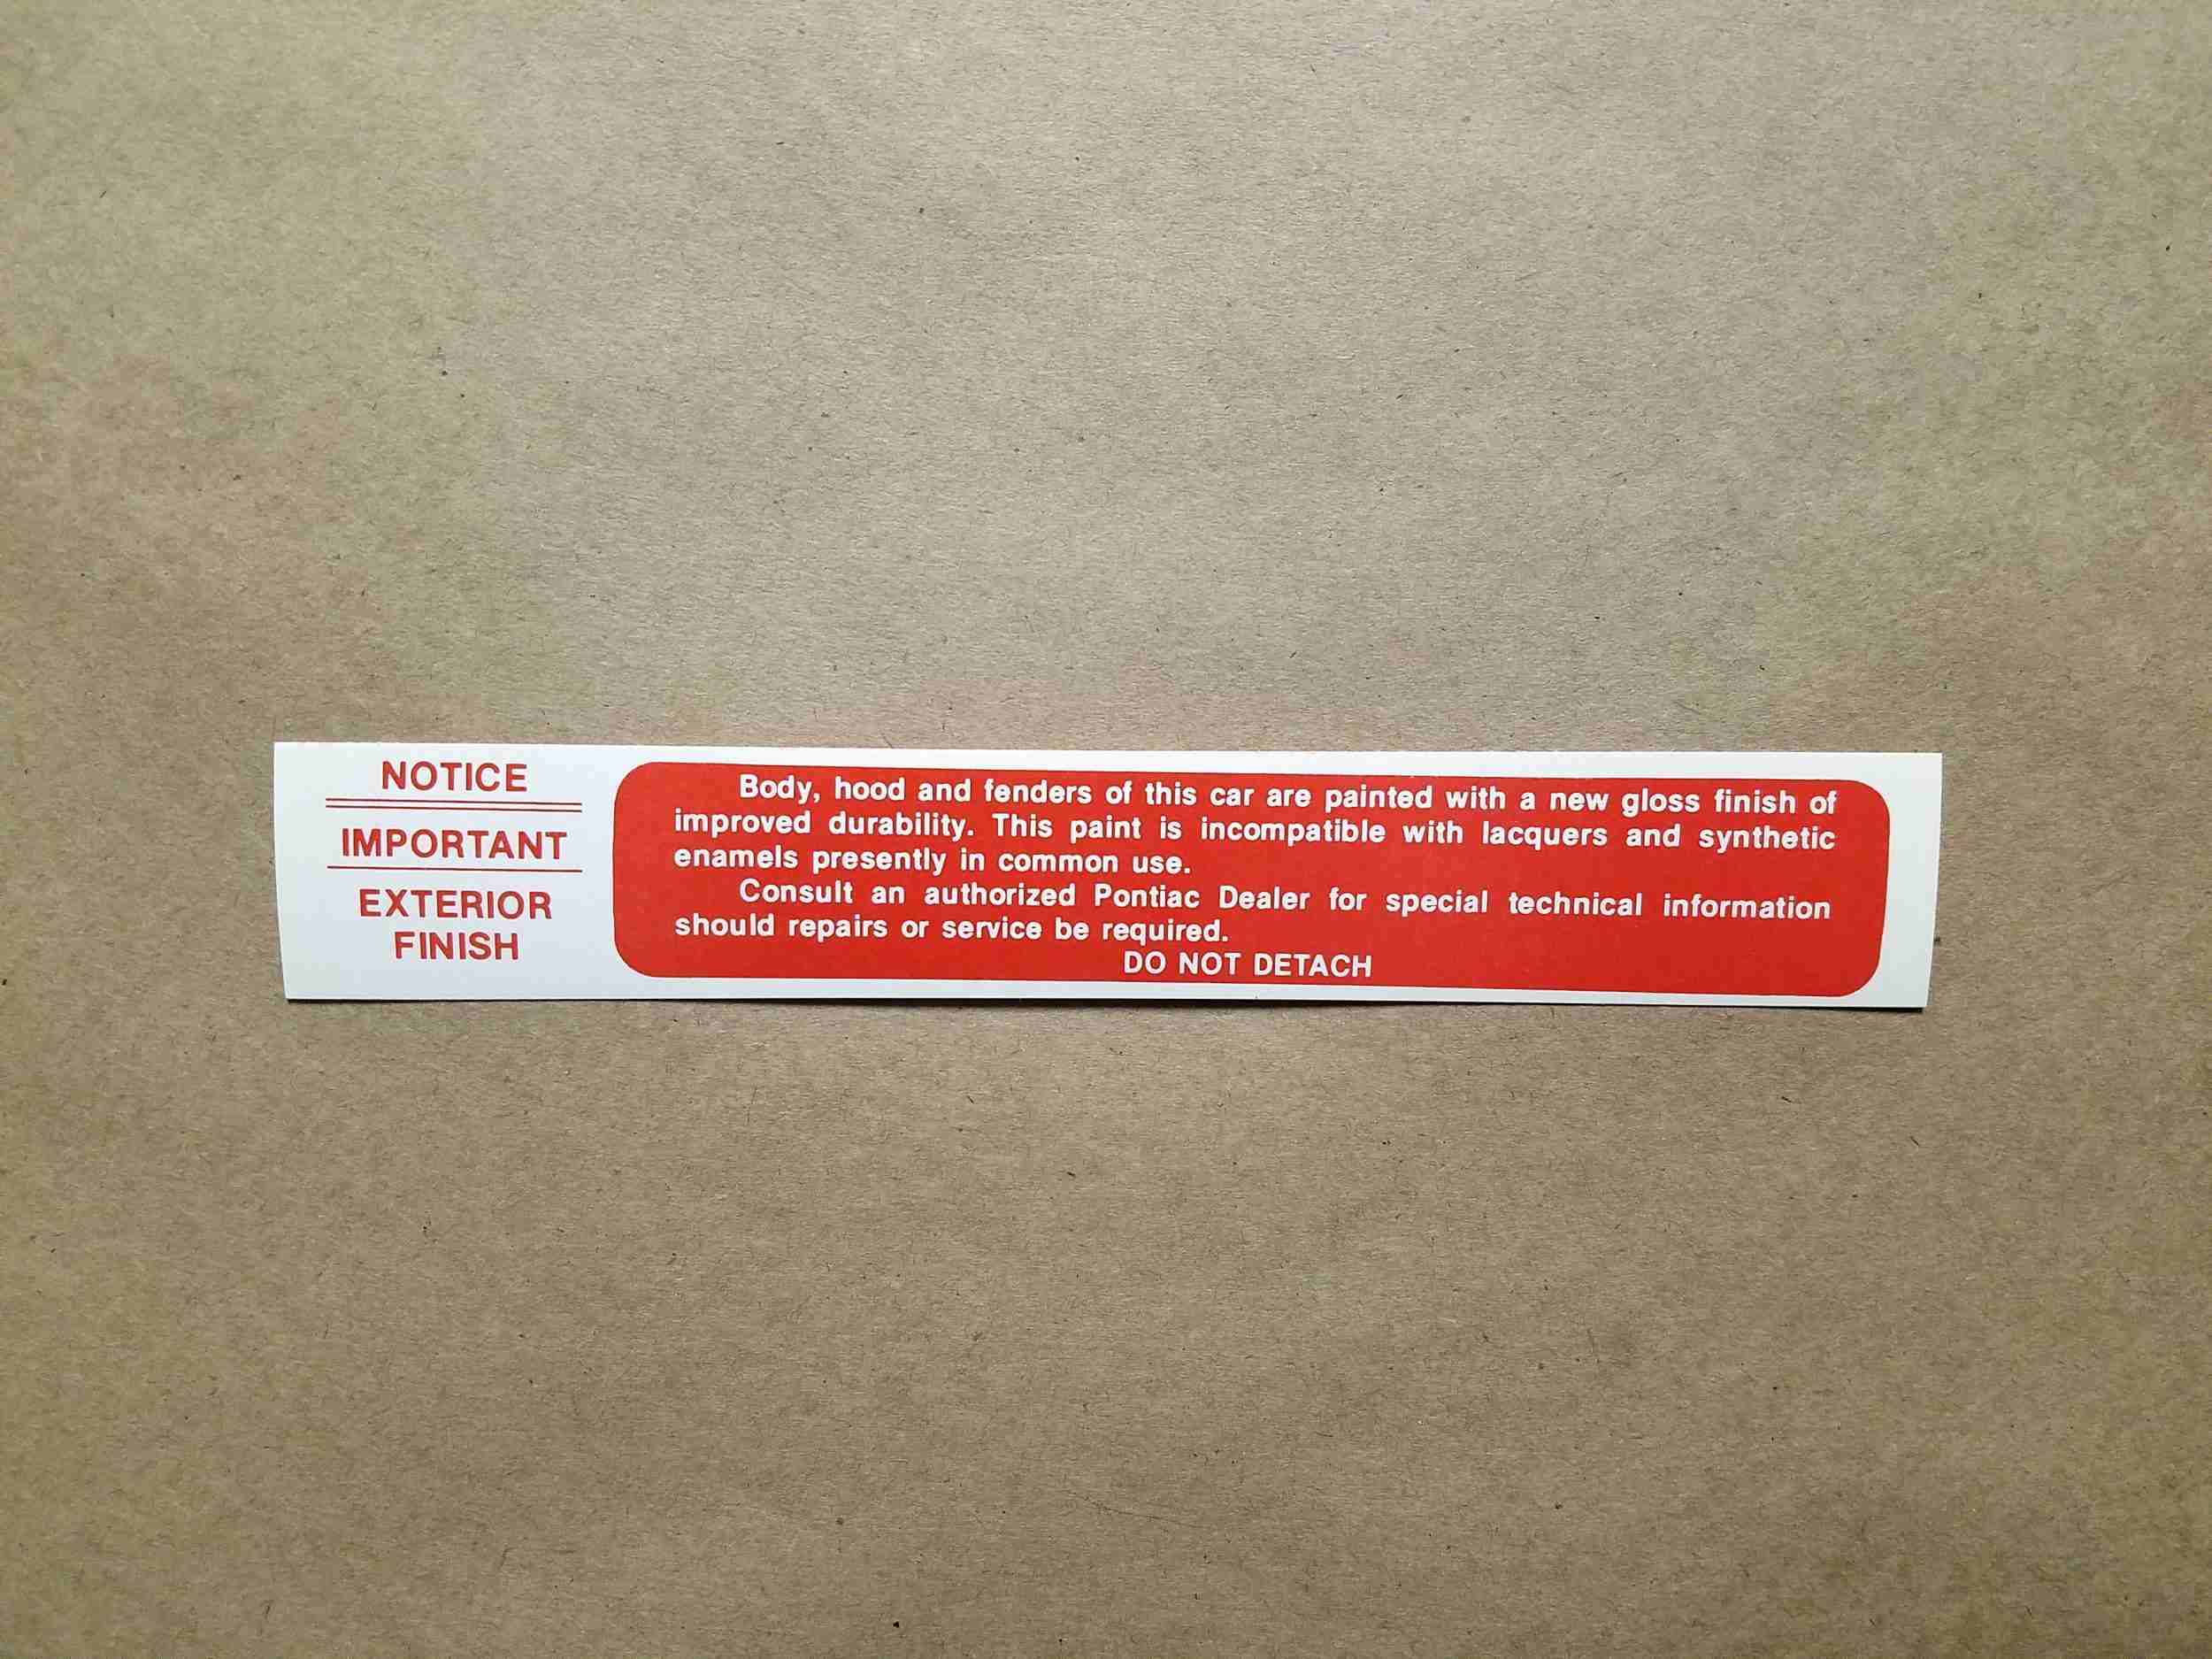 NOTICE
IMPORTANT
EXTERIOR
FINISH
Body, hood and fenders of this car are painted with a new gloss finish of
improved durability. This paint is incompatible with lacquers and synthetic
enamels presently in common use.
Consult an authorized Pontiac Dealer for special technical information
should repairs or service be required.
DO NOT DETACH